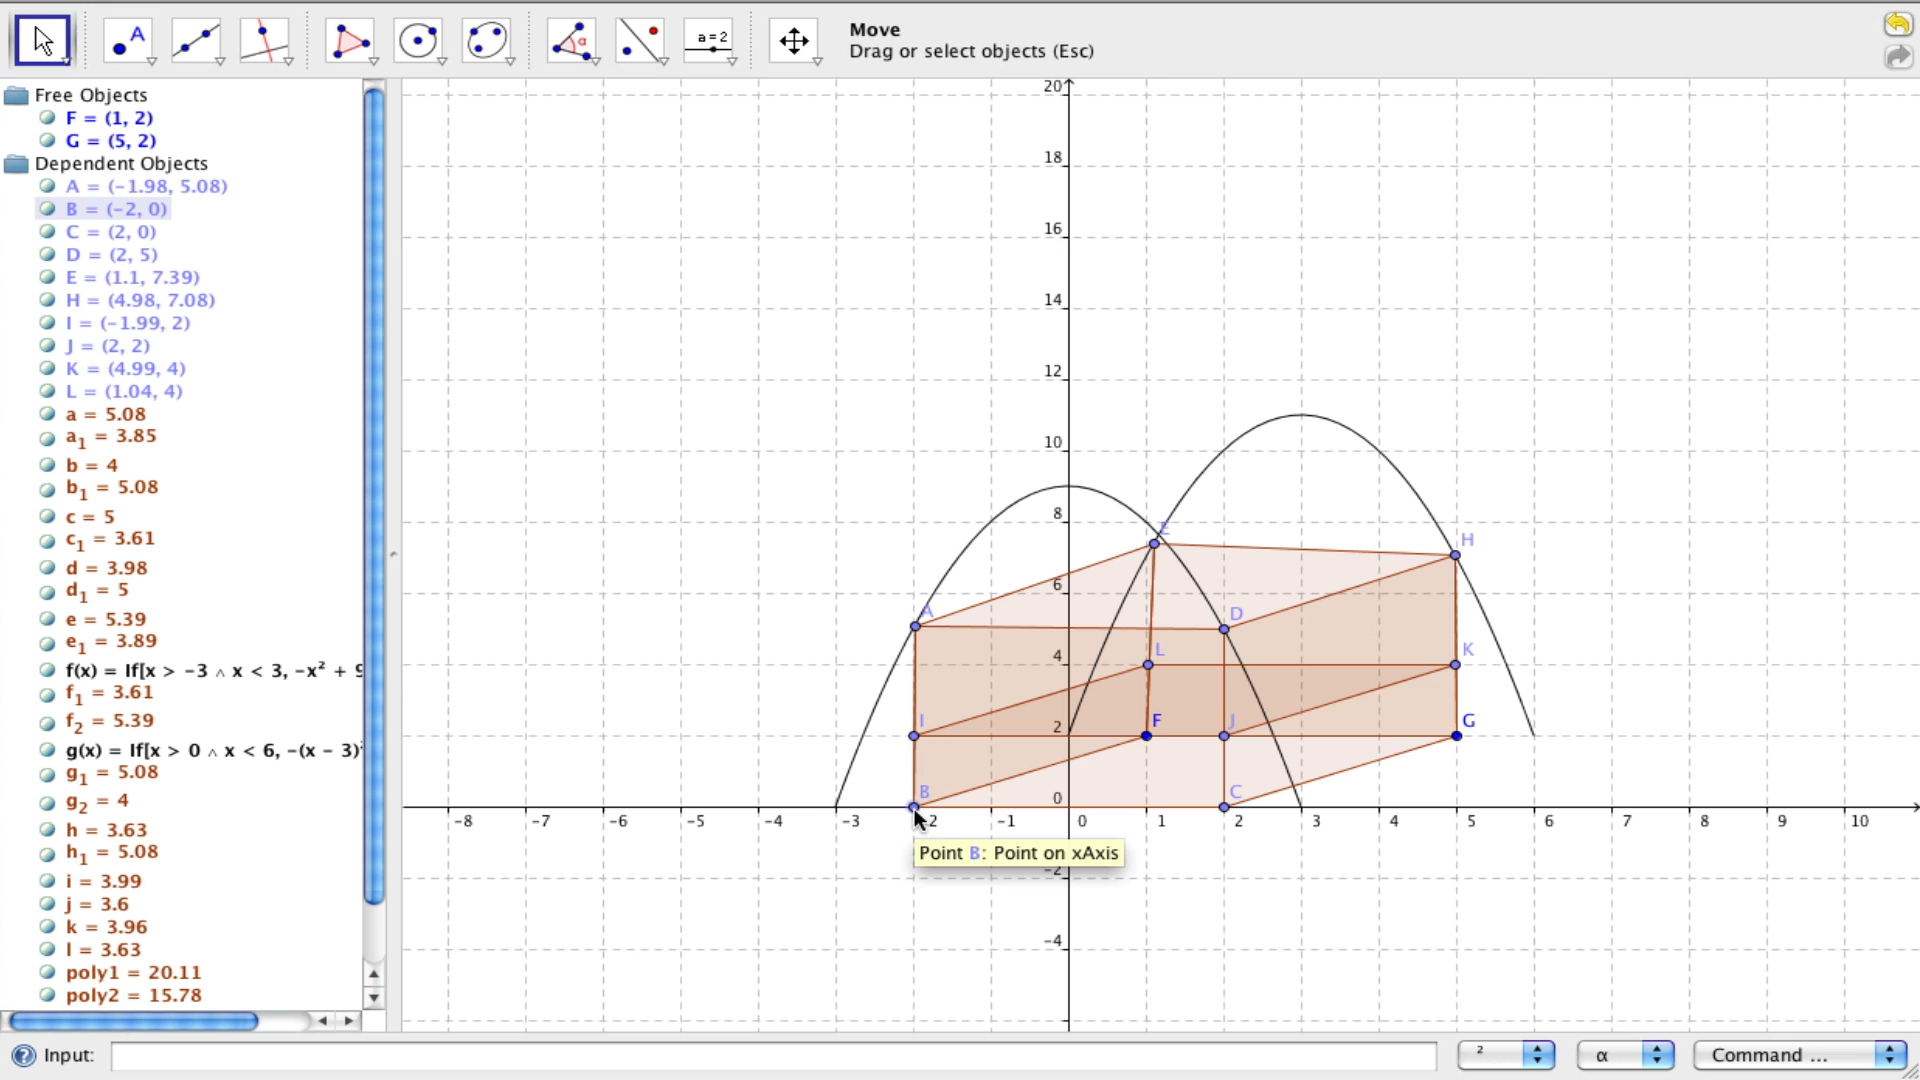 A
α
a=2
Move
Drag or select objects (Esc)
Free Objects
F = (1, 2)
G = (5, 2)
Dependent Objects
A = (−1.98, 5.08)
B = (−2, 0)
C = (2, 0)
D = (2, 5)
E = (1.1, 7.39)
H = (4.98, 7.08)
I = (−1.99, 2)
J = (2, 2)
K = (4.99, 4)
L = (1.04, 4)
a = 5.08
a₁ = 3.85
b = 4
b₁ = 5.08
c = 5
c₁ = 3.61
d = 3.98
d₁ = 5
e = 5.39
e₁ = 3.89
f(x) = If[x > −3 ∧ x < 3, −x² + 9
f₁ = 3.61
f₂ = 5.39
g(x) = If[x > 0 ∧ x < 6, −(x − 3)²
g₁ = 5.08
g₂ = 4
h = 3.63
h₁ = 5.08
i = 3.99
j = 3.6
k = 3.96
l = 3.63
poly1 = 20.11
poly2 = 15.78
20
18
16
14
12
10
8
6
4
2
0
−2
−4
−8 −7 −6 −5 −4 −3 −2 −1 0 1 2 3 4 5 6 7 8 9 10
E
H
A
D
L
K
I
F
J
G
B
C
Point B: Point on xAxis
Input:
²
α
Command ...